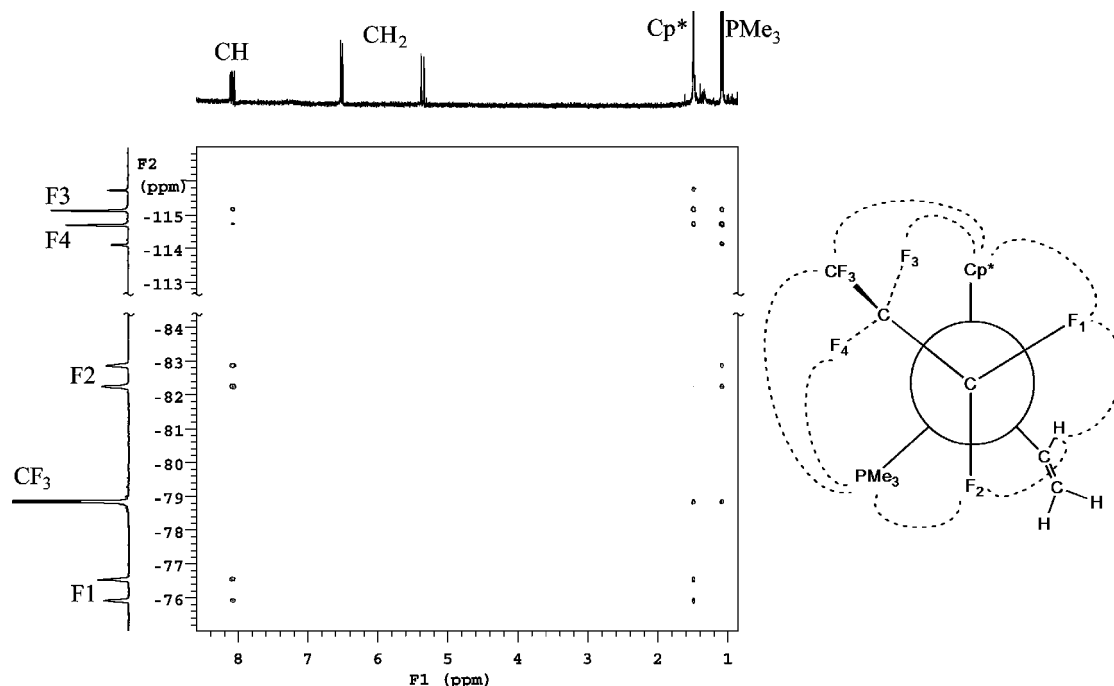 CH
CH2
Cp*
PMe3
F2
(ppm)
F3
F4
-115
-114
-113
-84
F2
-83
-82
-81
-80
CF3
-79
-78
-77
F1
-76
8 7 6 5 4 3 2 1
F1 (ppm)
CF3
F3
Cp*
C
F4
F1
C
H
C
PMe3
F2
C
H
H